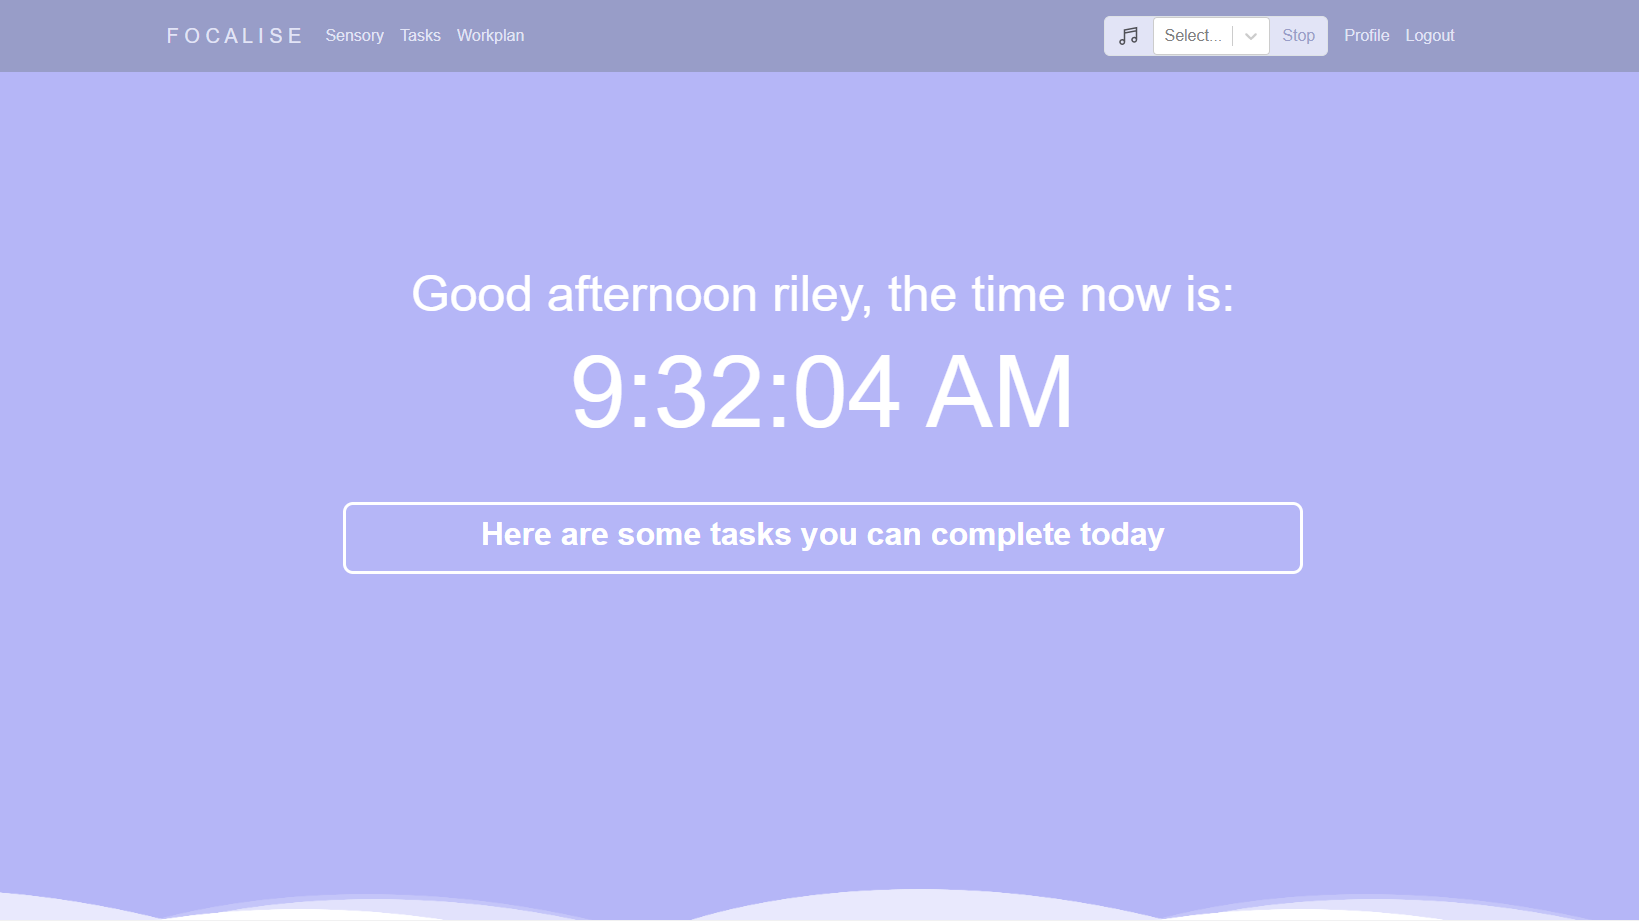 FOCALISE Sensory Tasks Workplan Select... Stop Profile Logout
Good afternoon riley, the time now is:
9:32:04 AM
Here are some tasks you can complete today